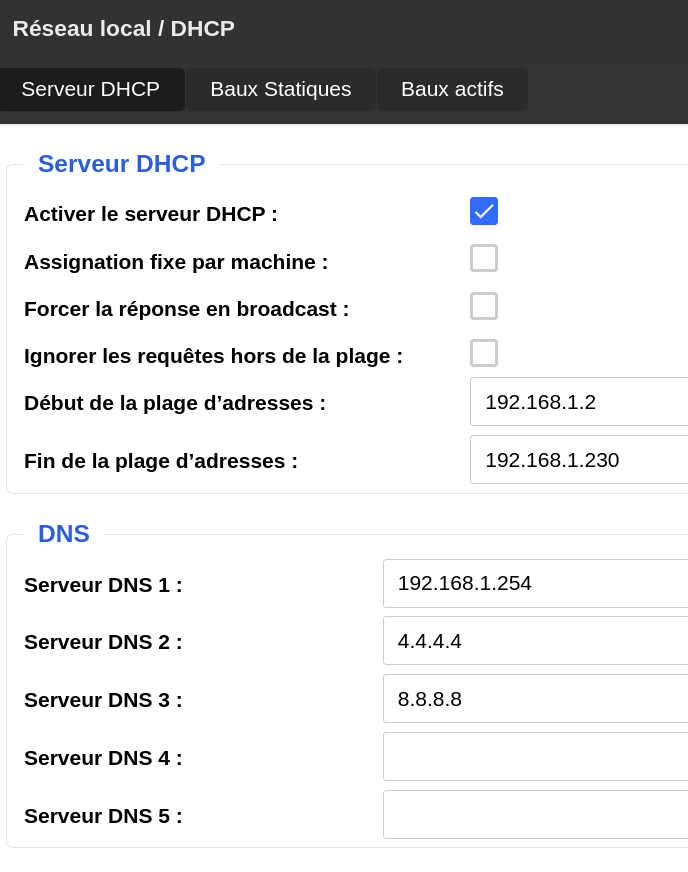 Réseau local / DHCP
Serveur DHCP Baux Statiques Baux actifs
Serveur DHCP
Activer le serveur DHCP :
Assignation fixe par machine :
Forcer la réponse en broadcast :
Ignorer les requêtes hors de la plage :
Début de la plage d’adresses : 192.168.1.2
Fin de la plage d’adresses : 192.168.1.230
DNS
Serveur DNS 1 : 192.168.1.254
Serveur DNS 2 : 4.4.4.4
Serveur DNS 3 : 8.8.8.8
Serveur DNS 4 :
Serveur DNS 5 :